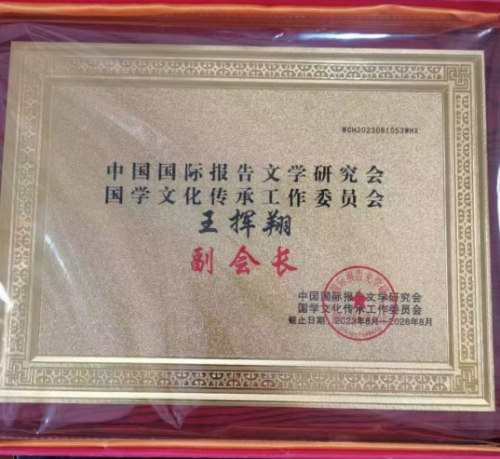 WCH2023081053WHX
中国国际报告文学研究会
国学文化传承工作委员会
王挥翔
副会长
中国国际报告文学研究会
国学文化传承工作委员会
截止日期：2023年8月—2026年8月